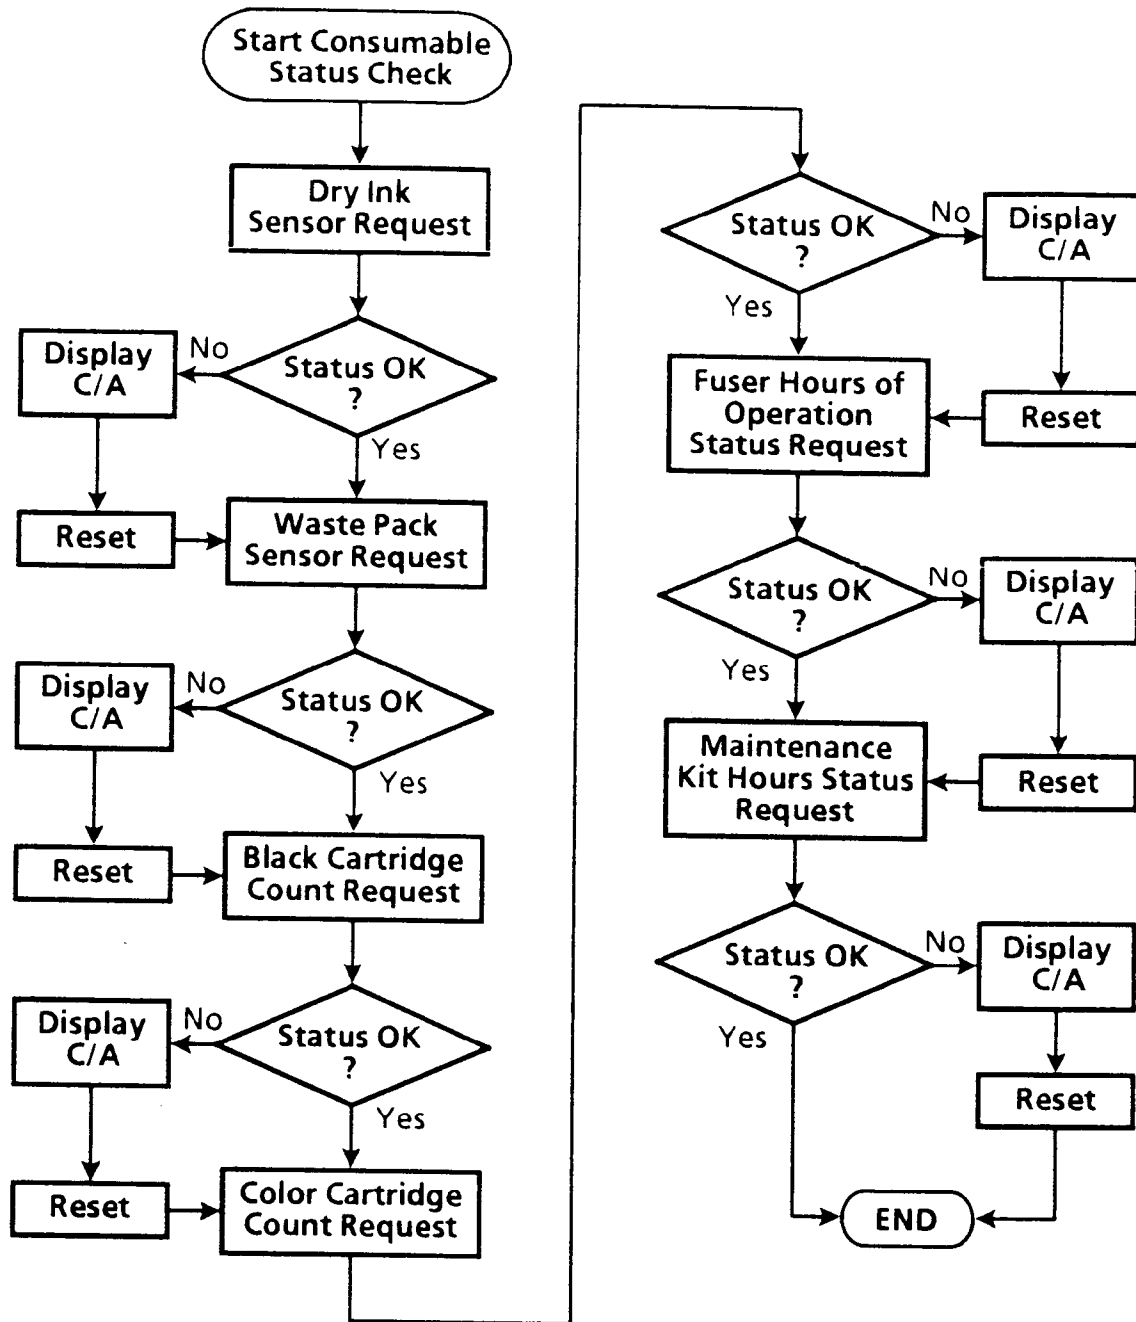 Start Consumable
Status Check
Dry Ink
Sensor Request
Status OK
?
No
Display
C/A
Reset
Yes
Waste Pack
Sensor Request
Status OK
?
No
Display
C/A
Reset
Yes
Black Cartridge
Count Request
Status OK
?
No
Display
C/A
Reset
Yes
Color Cartridge
Count Request
Status OK
?
No
Display
C/A
Reset
Yes
Fuser Hours of
Operation
Status Request
Status OK
?
No
Display
C/A
Reset
Yes
Maintenance
Kit Hours Status
Request
Status OK
?
No
Display
C/A
Reset
Yes
END